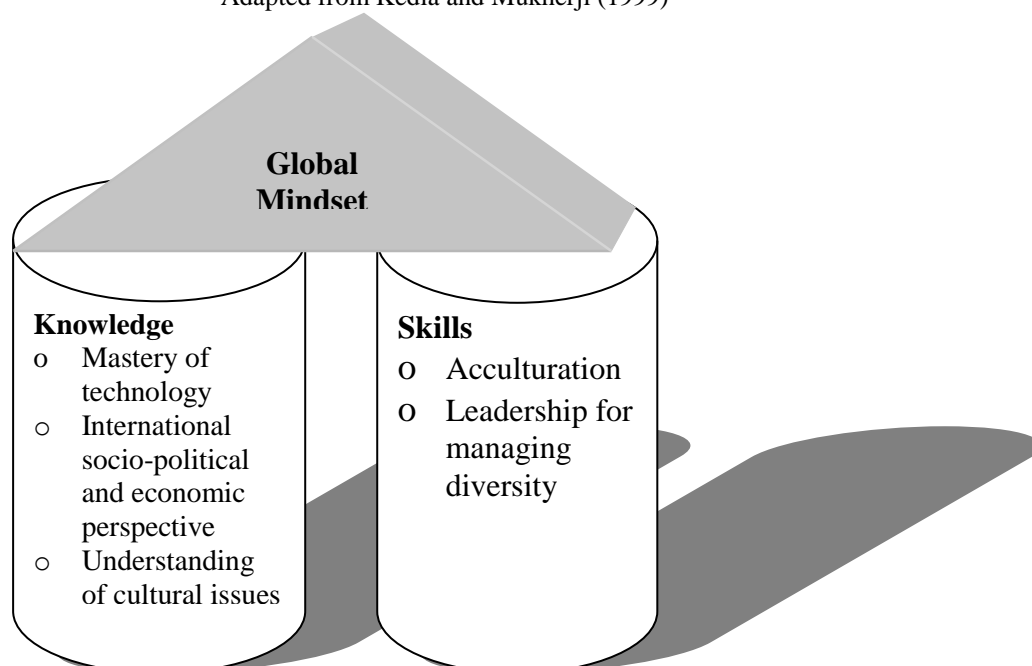 Adapted from Kedia and Mukherji (1999)
Global
Mindset
Knowledge
o Mastery of
technology
o International
socio-political
and economic
perspective
o Understanding
of cultural issues
Skills
o Acculturation
o Leadership for
managing
diversity